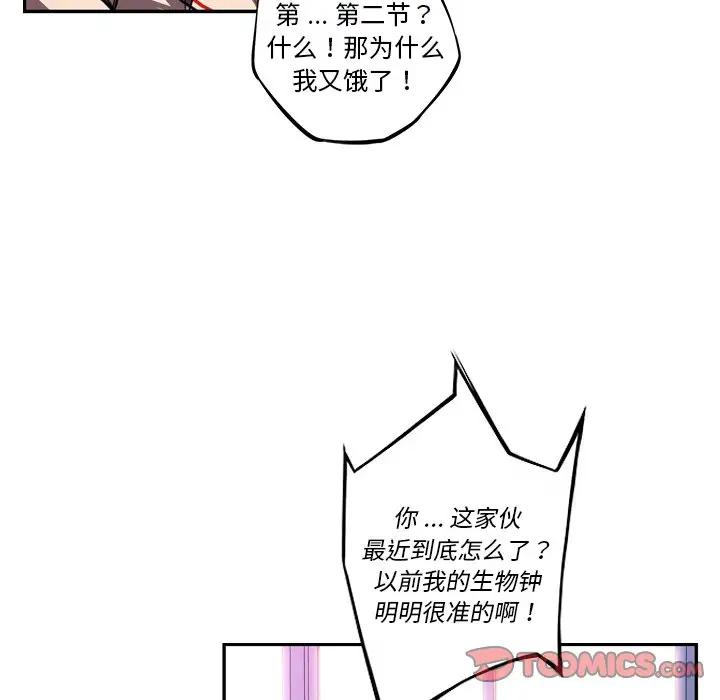 第 ... 第二节？
什么！那为什么
我又饿了！
你 ... 这家伙
最近到底怎么了？
以前我的生物钟
明明很准的啊！
TOOMICS.COM